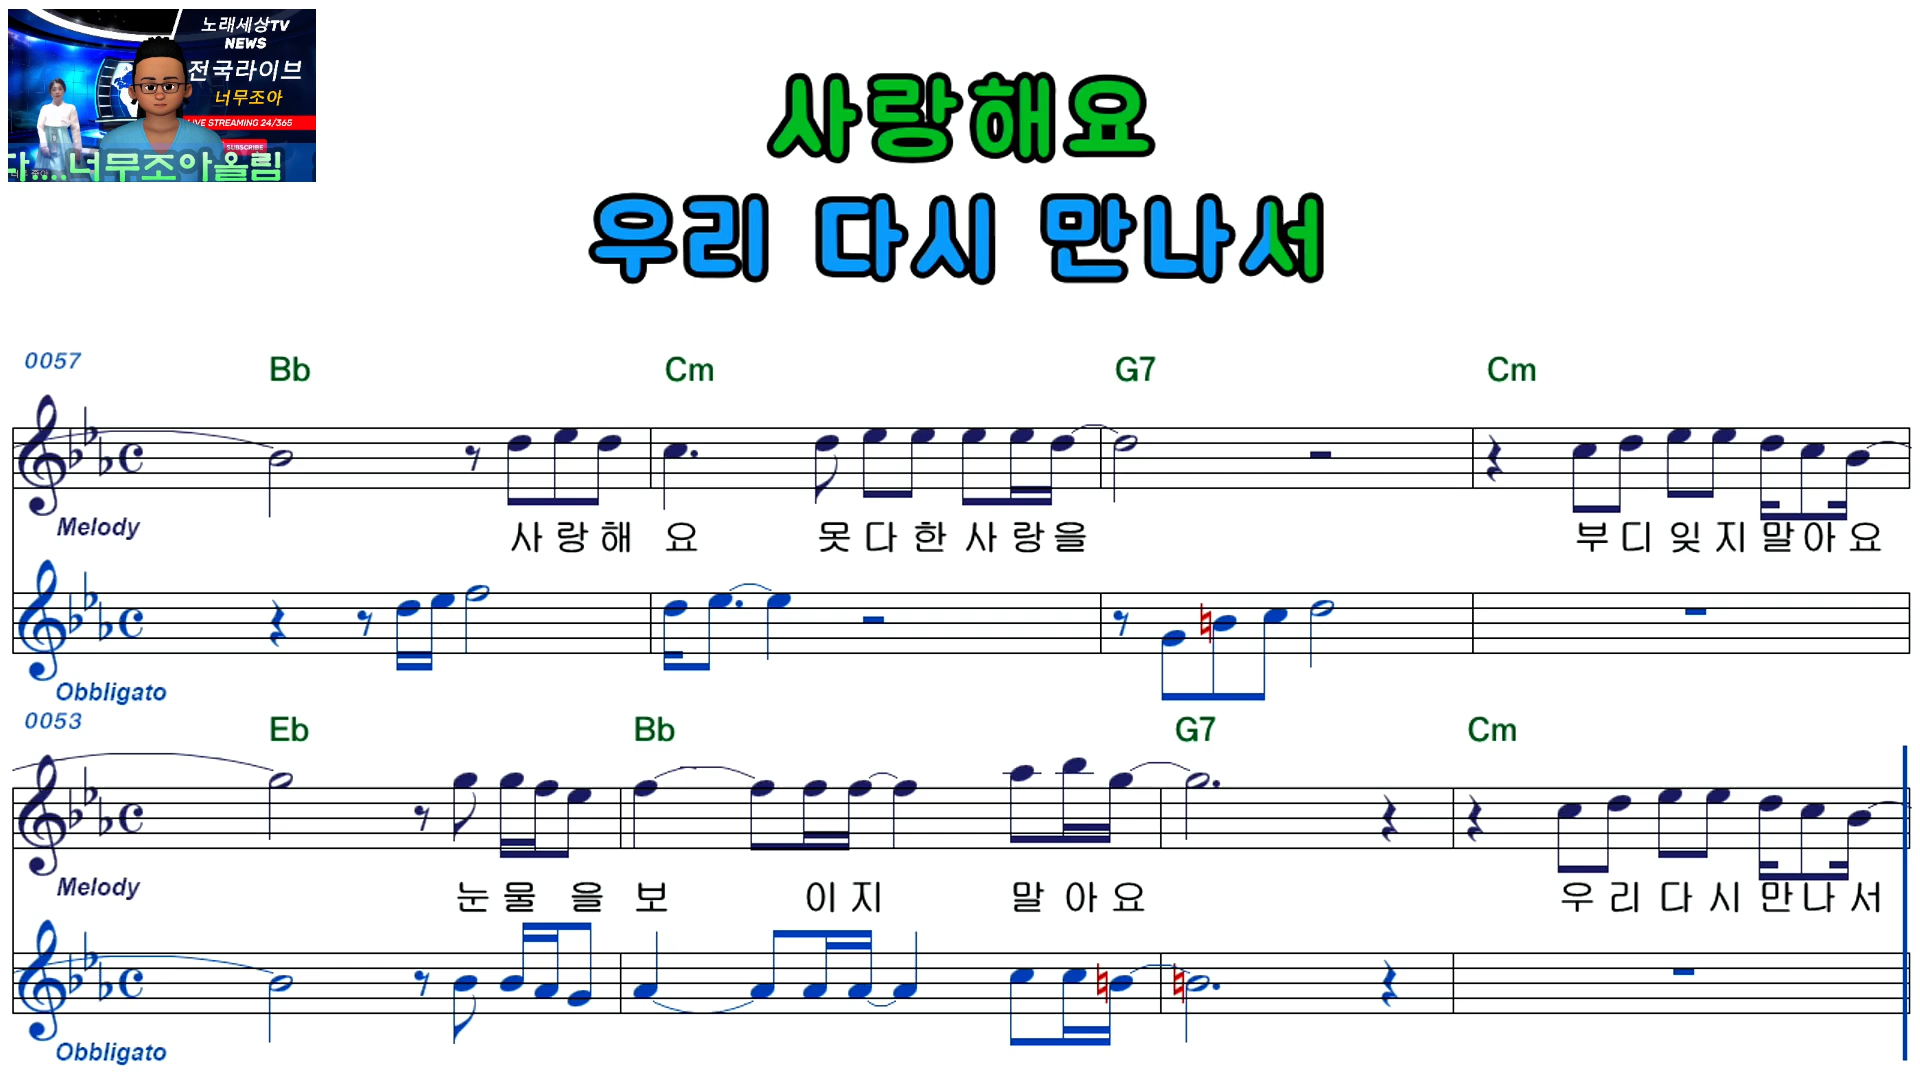 노래세상TV
NEWS
전국라이브
너무조아
LIVE STREAMING 24/365
SUBSCRIBE
다....너무조아올림
사랑해요
우리 다시 만나서
0057
Bb Cm G7 Cm
Melody
사랑해 요 못다한사랑을 부디잊지말아요
Obbligato
0053
Eb Bb G7 Cm
Melody
눈물 을 보 이지 말아요 우리다시만나서
Obbligato